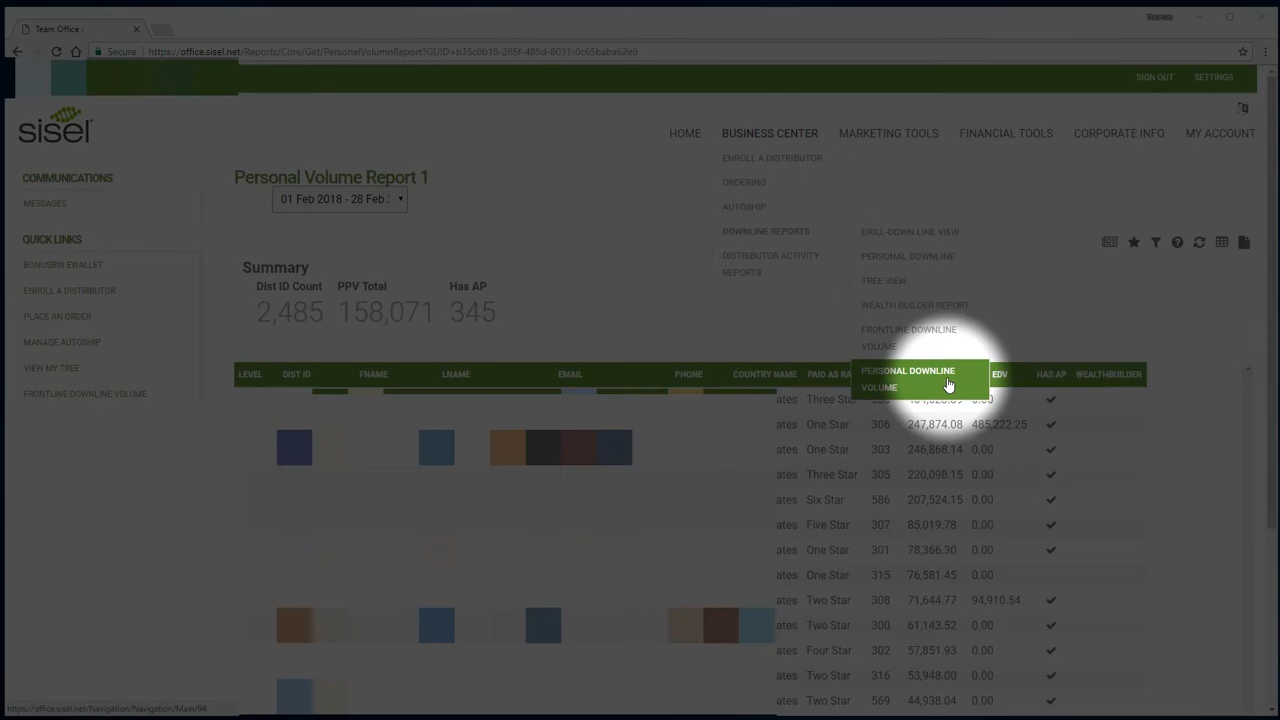 Team Office :
Secure https://office.sisel.net/Reports/Core/Get/PersonalVolumnReport?GUID=b35c8b18-285f-485d-8031-0c65baba62e9
SIGN OUT SETTINGS
sisel
HOME BUSINESS CENTER MARKETING TOOLS FINANCIAL TOOLS CORPORATE INFO MY ACCOUNT
ENROLL A DISTRIBUTOR
ORDERING
AUTOSHIP
DOWNLINE REPORTS
DISTRIBUTOR ACTIVITY
REPORTS
DRILL-DOWN LINE VIEW
PERSONAL DOWNLINE
TREE VIEW
WEALTH BUILDER REPORT
FRONTLINE DOWNLINE
VOLUME
PERSONAL DOWNLINE
VOLUME
COMMUNICATIONS
MESSAGES
QUICK LINKS
BONUSBIN EWALLET
ENROLL A DISTRIBUTOR
PLACE AN ORDER
MANAGE AUTOSHIP
VIEW MY TREE
FRONTLINE DOWNLINE VOLUME
Personal Volume Report 1
01 Feb 2018 - 28 Feb
Summary
Dist ID Count PPV Total Has AP
2,485 158,071 345
LEVEL DIST ID FNAME LNAME EMAIL PHONE COUNTRY NAME PAID AS RA EDV HAS AP WEALTHBUILDER
ates Three Star
ates One Star 306 247,874.08 485,222.25
ates One Star 303 246,868.14 0.00
ates Three Star 305 220,098.15 0.00
ates Six Star 586 207,524.15 0.00
ates Five Star 307 85,019.78 0.00
ates One Star 301 78,366.30 0.00
ates One Star 315 76,581.45 0.00
ates Two Star 308 71,644.77 94,910.54
ates Two Star 300 61,143.52 0.00
ates Four Star 302 57,851.93 0.00
ates Two Star 316 53,948.00 0.00
ates Two Star 569 44,938.04 0.00
https://office.sisel.net/Navigation/Navigation/Main/94